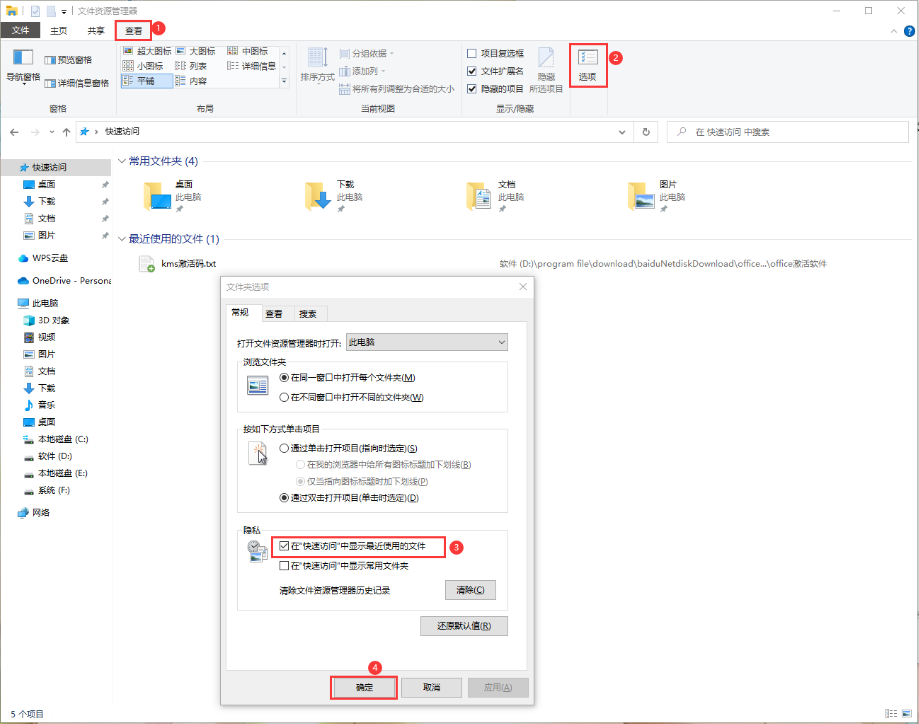 文件资源管理器
文件 主页 共享 查看 1
导航窗格 预览窗格 详细信息窗格
窗格
超大图标 大图标 中图标
小图标 列表 详细信息
平铺 内容
布局
排序方式 分组依据
添加列
将所有列调整为合适的大小
当前视图
项目复选框
文件扩展名
隐藏的项目
隐藏
所选项目
显示/隐藏
选项 2
快速访问
在 快速访问 中搜索
快速访问
桌面
下载
文档
图片
WPS云盘
OneDrive - Persona
此电脑
3D 对象
视频
图片
文档
下载
音乐
桌面
本地磁盘 (C:)
软件 (D:)
本地磁盘 (E:)
系统 (F:)
网络
常用文件夹 (4)
桌面
此电脑
下载
此电脑
文档
此电脑
图片
此电脑
最近使用的文件 (1)
kms激活码.txt 软件 (D:)\program file\download\baiduNetdiskDownload\office...\office激活软件
文件夹选项
常规 查看 搜索
打开文件资源管理器时打开: 此电脑
浏览文件夹
在同一窗口中打开每个文件夹(M)
在不同窗口中打开不同的文件夹(W)
按如下方式单击项目
通过单击打开项目(指向时选定)(S)
在我的浏览器中给所有图标标题加下划线(B)
仅当指向图标标题时加下划线(P)
通过双击打开项目(单击时选定)(D)
隐私
在"快速访问"中显示最近使用的文件 3
在"快速访问"中显示常用文件夹
清除文件资源管理器历史记录 清除(C)
还原默认值(R)
4
确定 取消 应用(A)
5 个项目